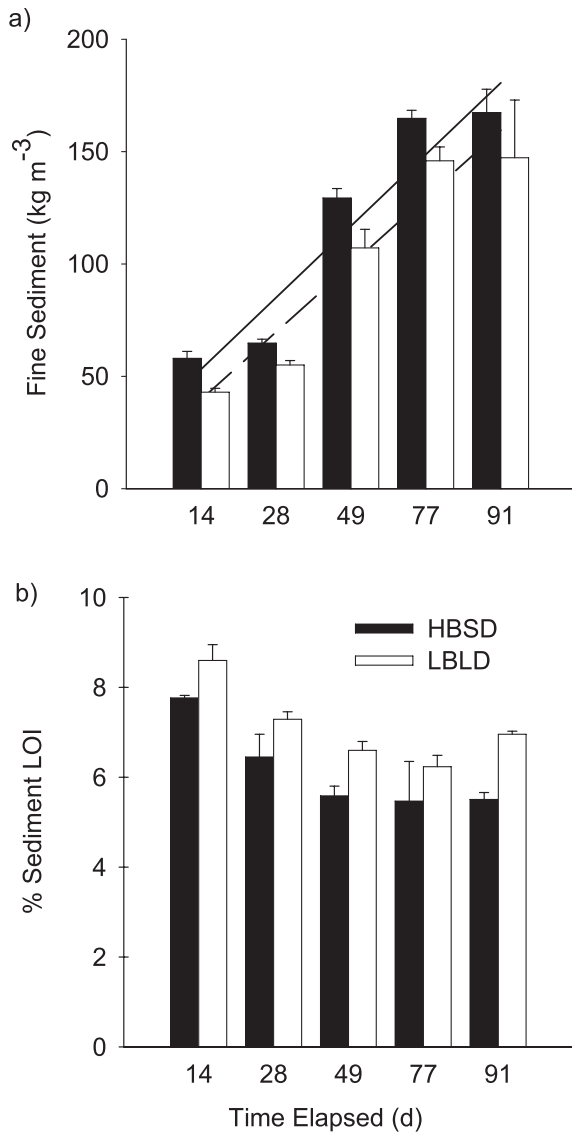 a)
200
150
100
50
0
Fine Sediment (kg m⁻³)
14 28 49 77 91
b)
10
8
6
4
2
0
% Sediment LOI
HBSD
LBLD
14 28 49 77 91
Time Elapsed (d)